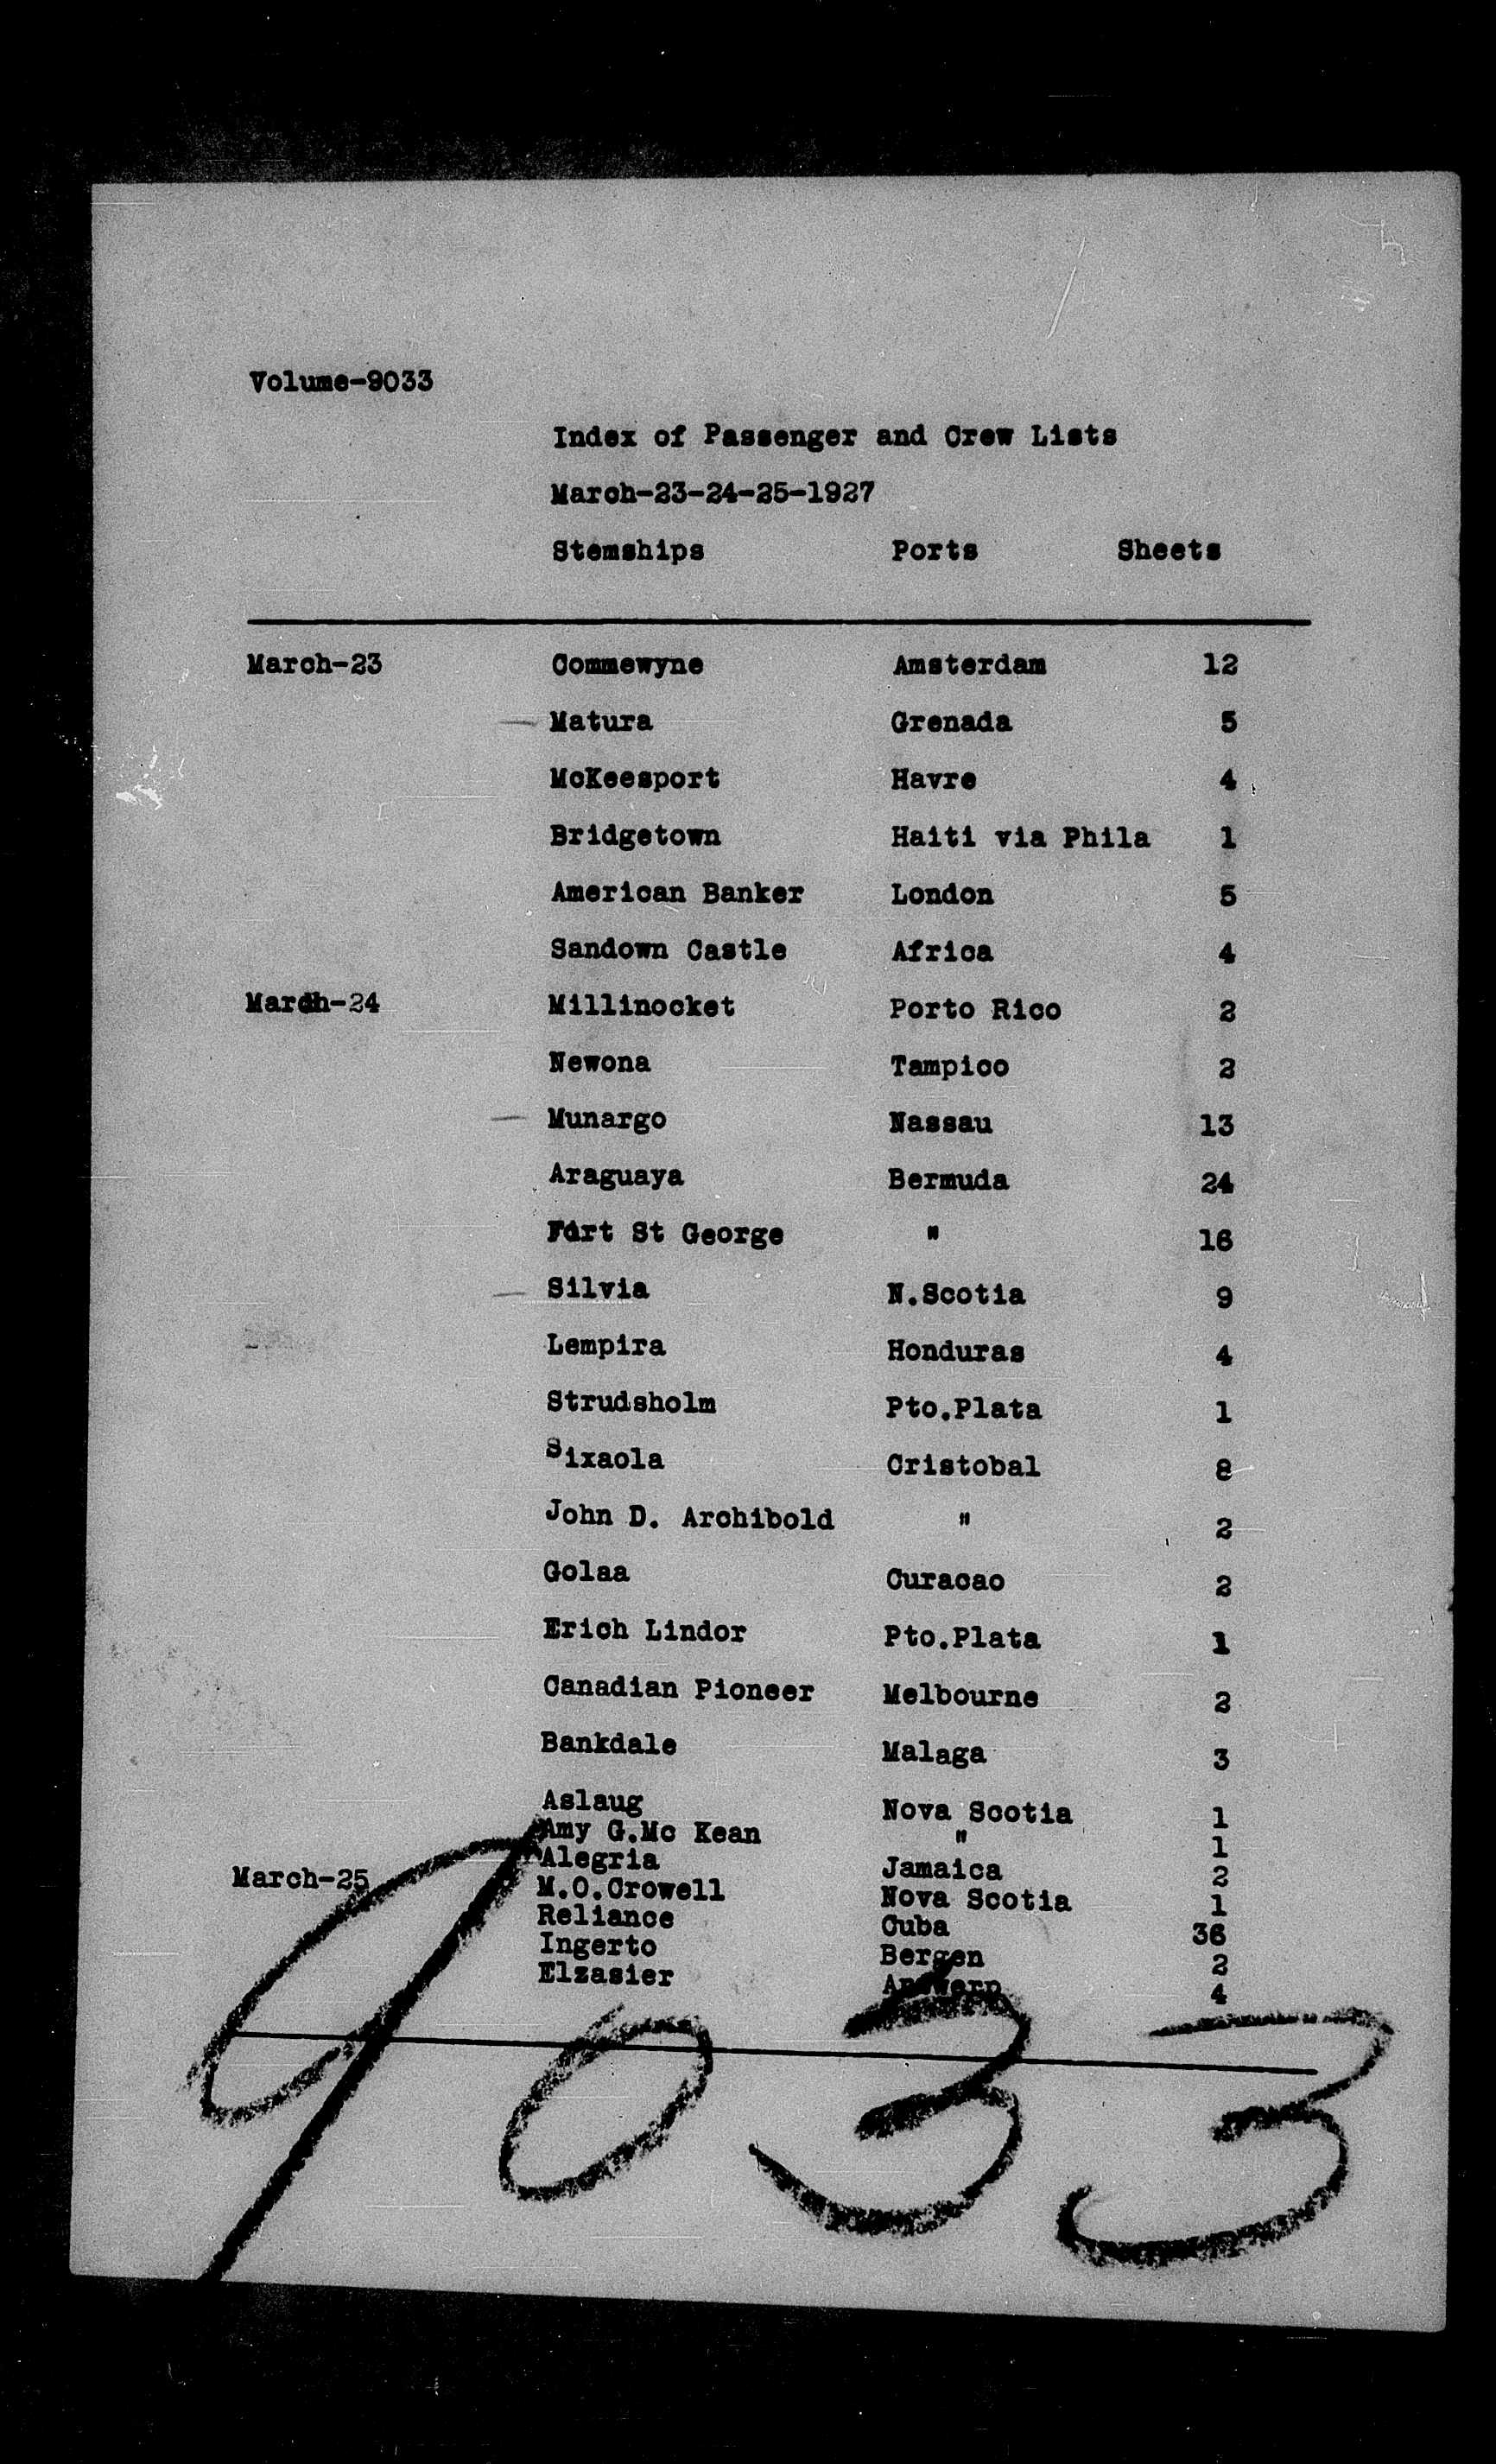 Volume-9033
Index of Passenger and Crew Lists
March-23-24-25-1927
Stemships Ports Sheets
March-23 Commewyne Amsterdam 12
Matura Grenada 5
McKeesport Havre 4
Bridgetown Haiti via Phila 1
American Banker London 5
Sandown Castle Africa 4
March-24 Millinocket Porto Rico 2
Newona Tampico 2
Munargo Nassau 13
Araguaya Bermuda 24
Fort St George " 16
Silvia N.Scotia 9
Lempira Honduras 4
Strudsholm Pto.Plata 1
Sixaola Cristobal 8
John D. Archibold " 2
Golaa Curacao 2
Erich Lindor Pto.Plata 1
Canadian Pioneer Melbourne 2
Bankdale Malaga 3
Aslaug Nova Scotia 1
Amy G.Mc Kean " 1
Alegria Jamaica 2
March-25 M.O.Crowell Nova Scotia 1
Reliance Cuba 36
Ingerto Bergen 2
Elzasier Antwerp 4
9033